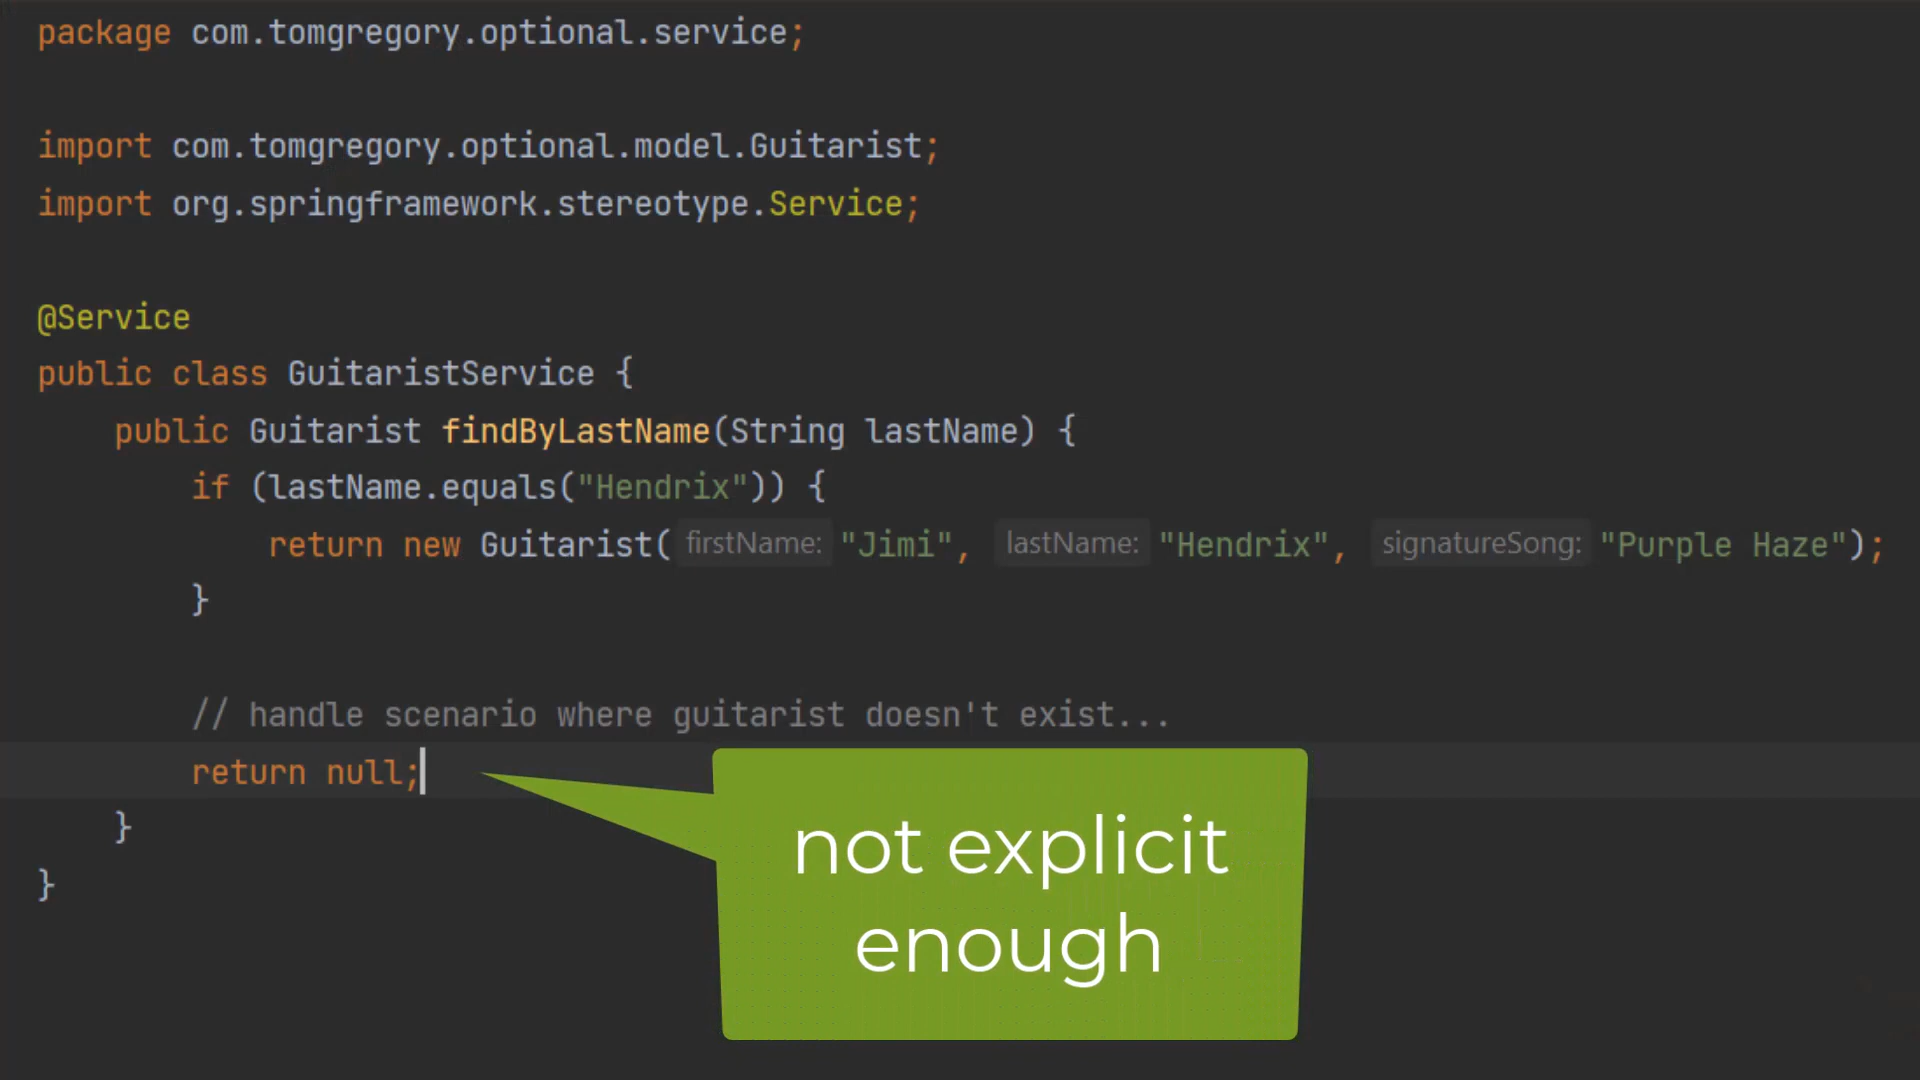 package com.tomgregory.optional.service;
import com.tomgregory.optional.model.Guitarist;
import org.springframework.stereotype.Service;
@Service
public class GuitaristService {
public Guitarist findByLastName(String lastName) {
if (lastName.equals("Hendrix")) {
return new Guitarist( firstName: "Jimi", lastName: "Hendrix", signatureSong: "Purple Haze");
}
// handle scenario where guitarist doesn't exist...
return null;
}
}
not explicit
enough